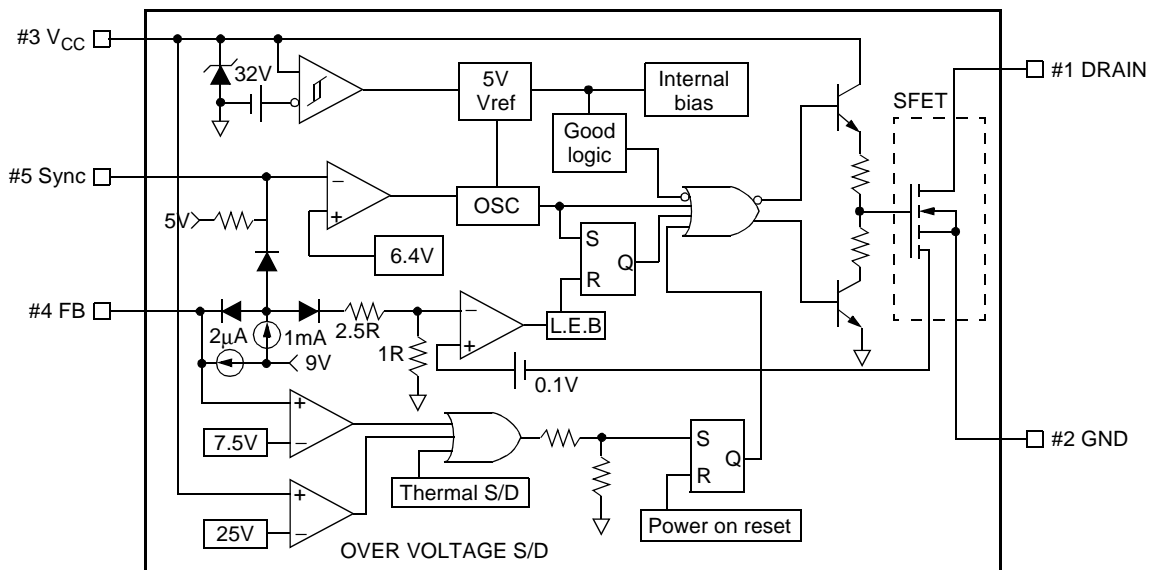 #3 VCC
32V
5V
Vref
Internal
bias
Good
logic
#1 DRAIN
SFET
#5 Sync
5V
−
+
6.4V
OSC
S
R
Q
#4 FB
2μA
1mA
9V
2.5R
1R
−
+
L.E.B
0.1V
+
−
7.5V
Thermal S/D
S
R
Q
#2 GND
+
−
25V
Power on reset
OVER VOLTAGE S/D